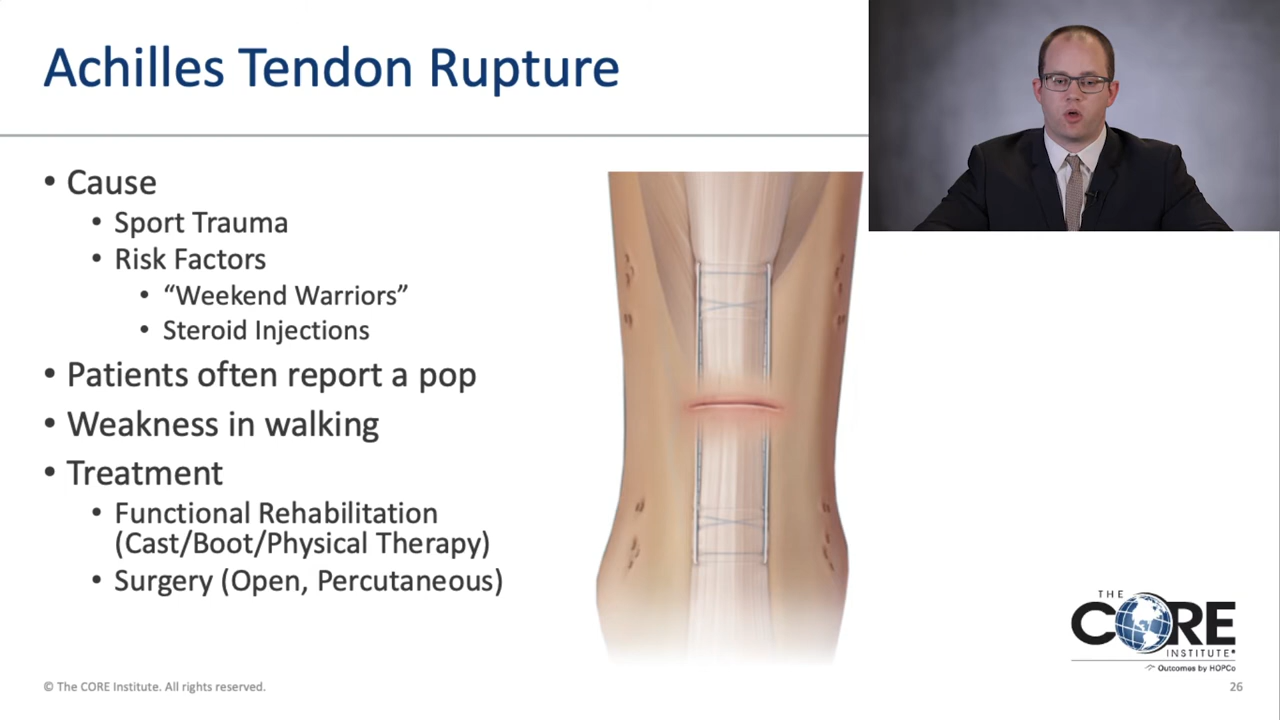 Achilles Tendon Rupture
• Cause
• Sport Trauma
• Risk Factors
• “Weekend Warriors”
• Steroid Injections
• Patients often report a pop
• Weakness in walking
• Treatment
• Functional Rehabilitation
(Cast/Boot/Physical Therapy)
• Surgery (Open, Percutaneous)
THE
CORE
INSTITUTE®
Outcomes by HOPCo
© The CORE Institute. All rights reserved.
26